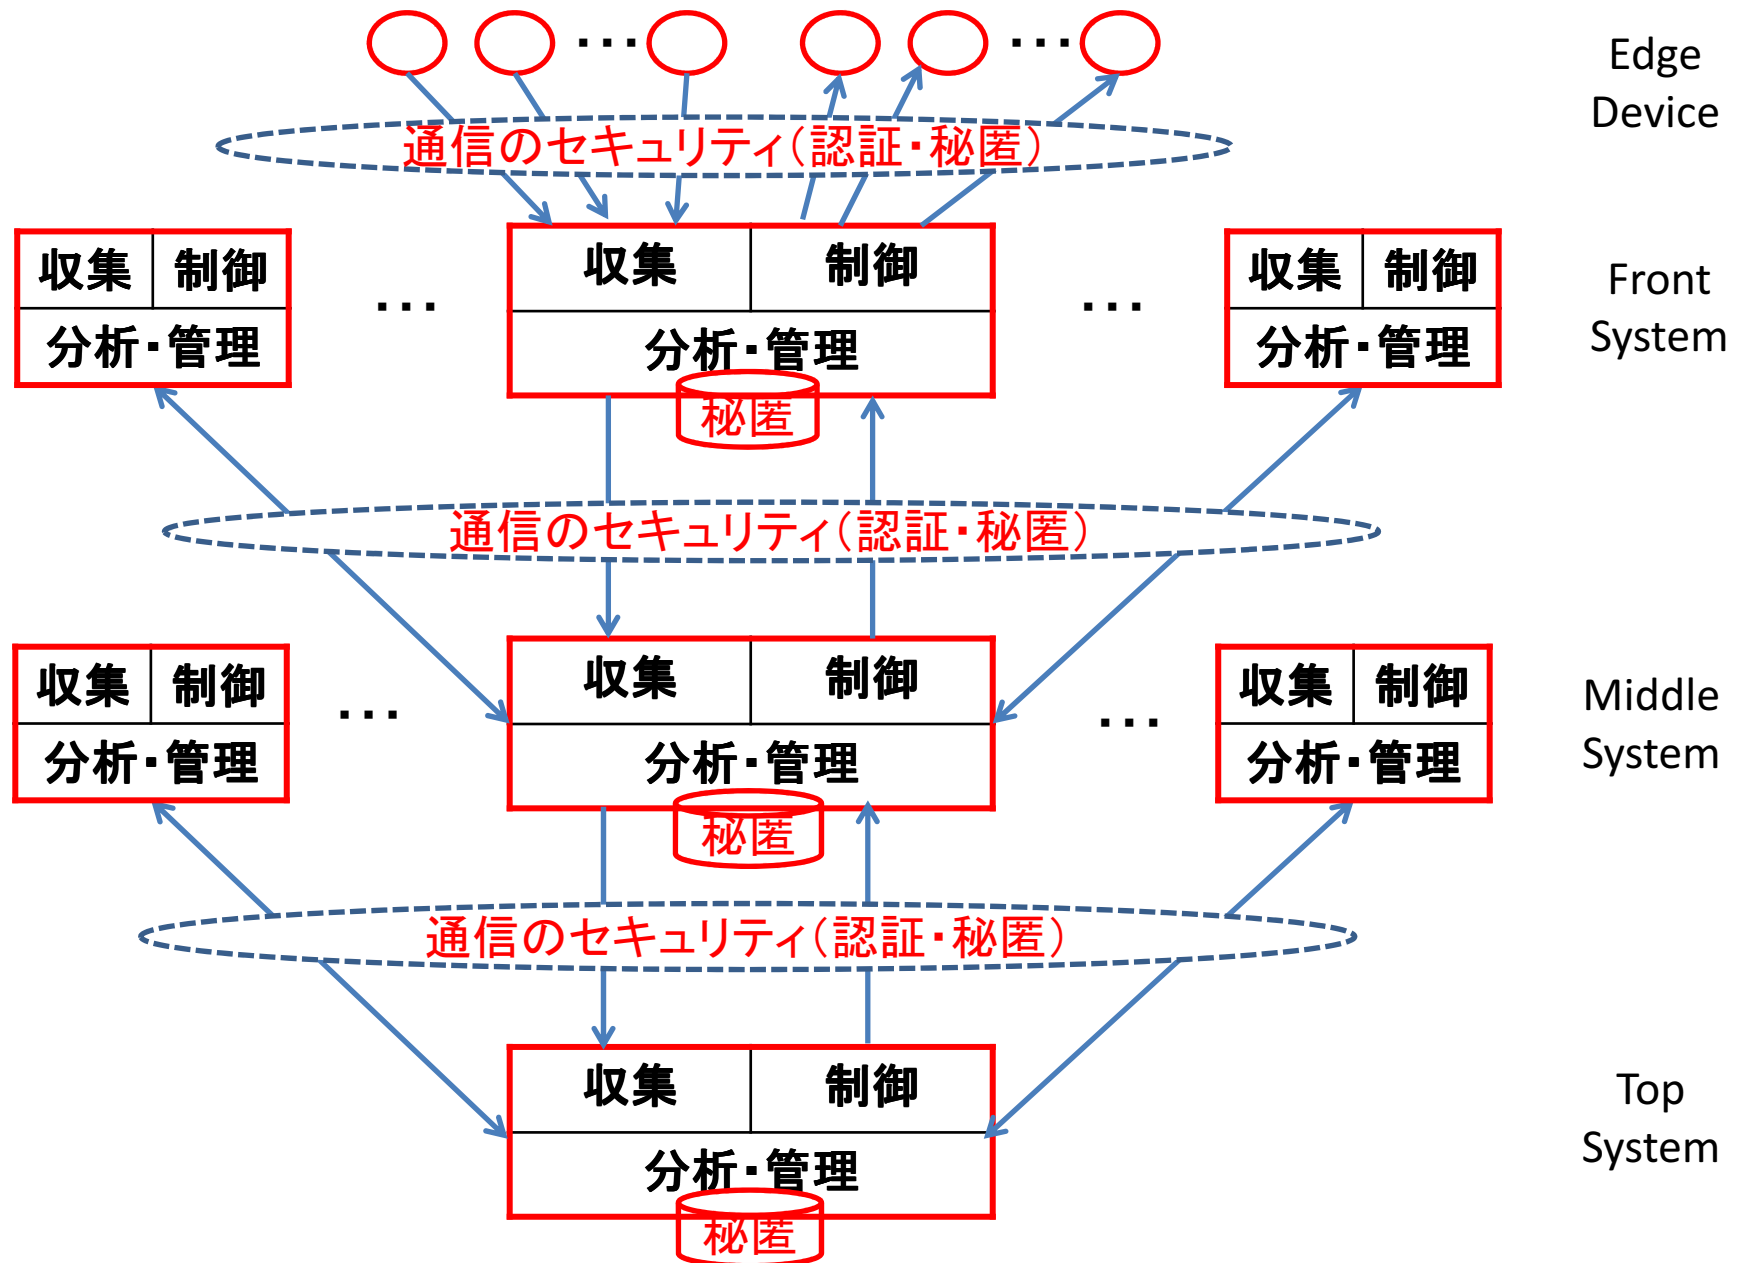 ・・・
・・・
Edge
Device
通信のセキュリティ(認証・秘匿)
収集
制御
分析・管理
・・・
収集
制御
分析・管理
秘匿
・・・
収集
制御
分析・管理
Front
System
通信のセキュリティ(認証・秘匿)
収集
制御
分析・管理
・・・
収集
制御
分析・管理
秘匿
・・・
収集
制御
分析・管理
Middle
System
通信のセキュリティ(認証・秘匿)
収集
制御
分析・管理
秘匿
Top
System